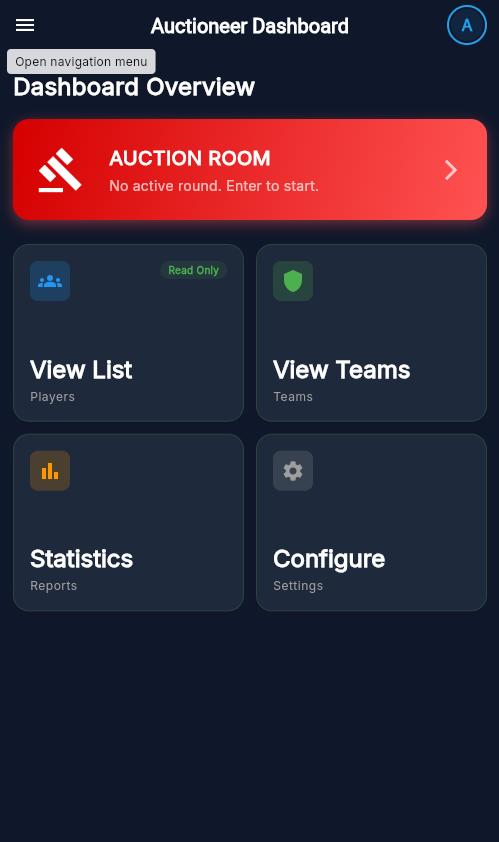 Auctioneer Dashboard
A
Open navigation menu
Dashboard Overview
AUCTION ROOM
No active round. Enter to start.
Read Only
View List
Players
View Teams
Teams
Statistics
Reports
Configure
Settings